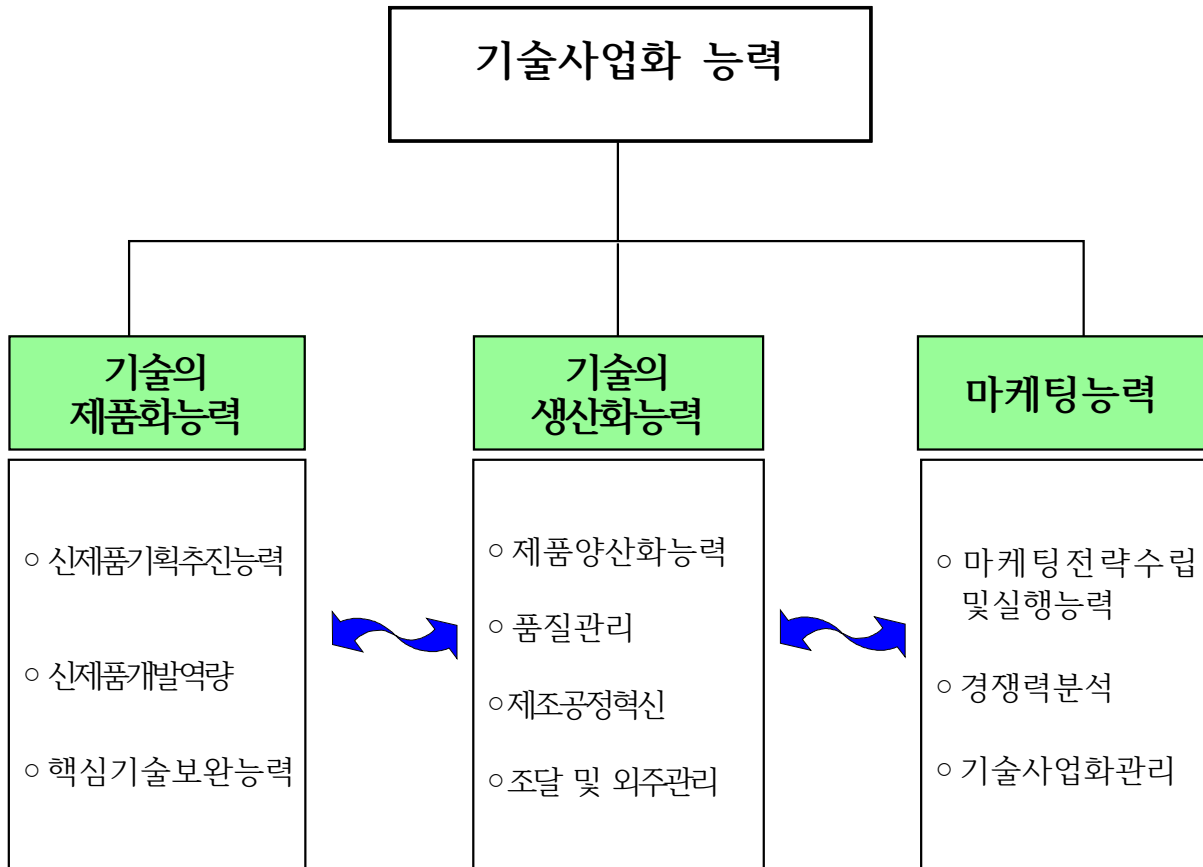 기술사업화 능력
기술의
제품화능력
○ 신제품기획추진능력
○ 신제품개발역량
○ 핵심기술보완능력
기술의
생산화능력
○ 제품양산화능력
○ 품질관리
○ 제조공정혁신
○ 조달 및 외주관리
마케팅능력
○ 마케팅전략수립
및실행능력
○ 경쟁력분석
○ 기술사업화관리